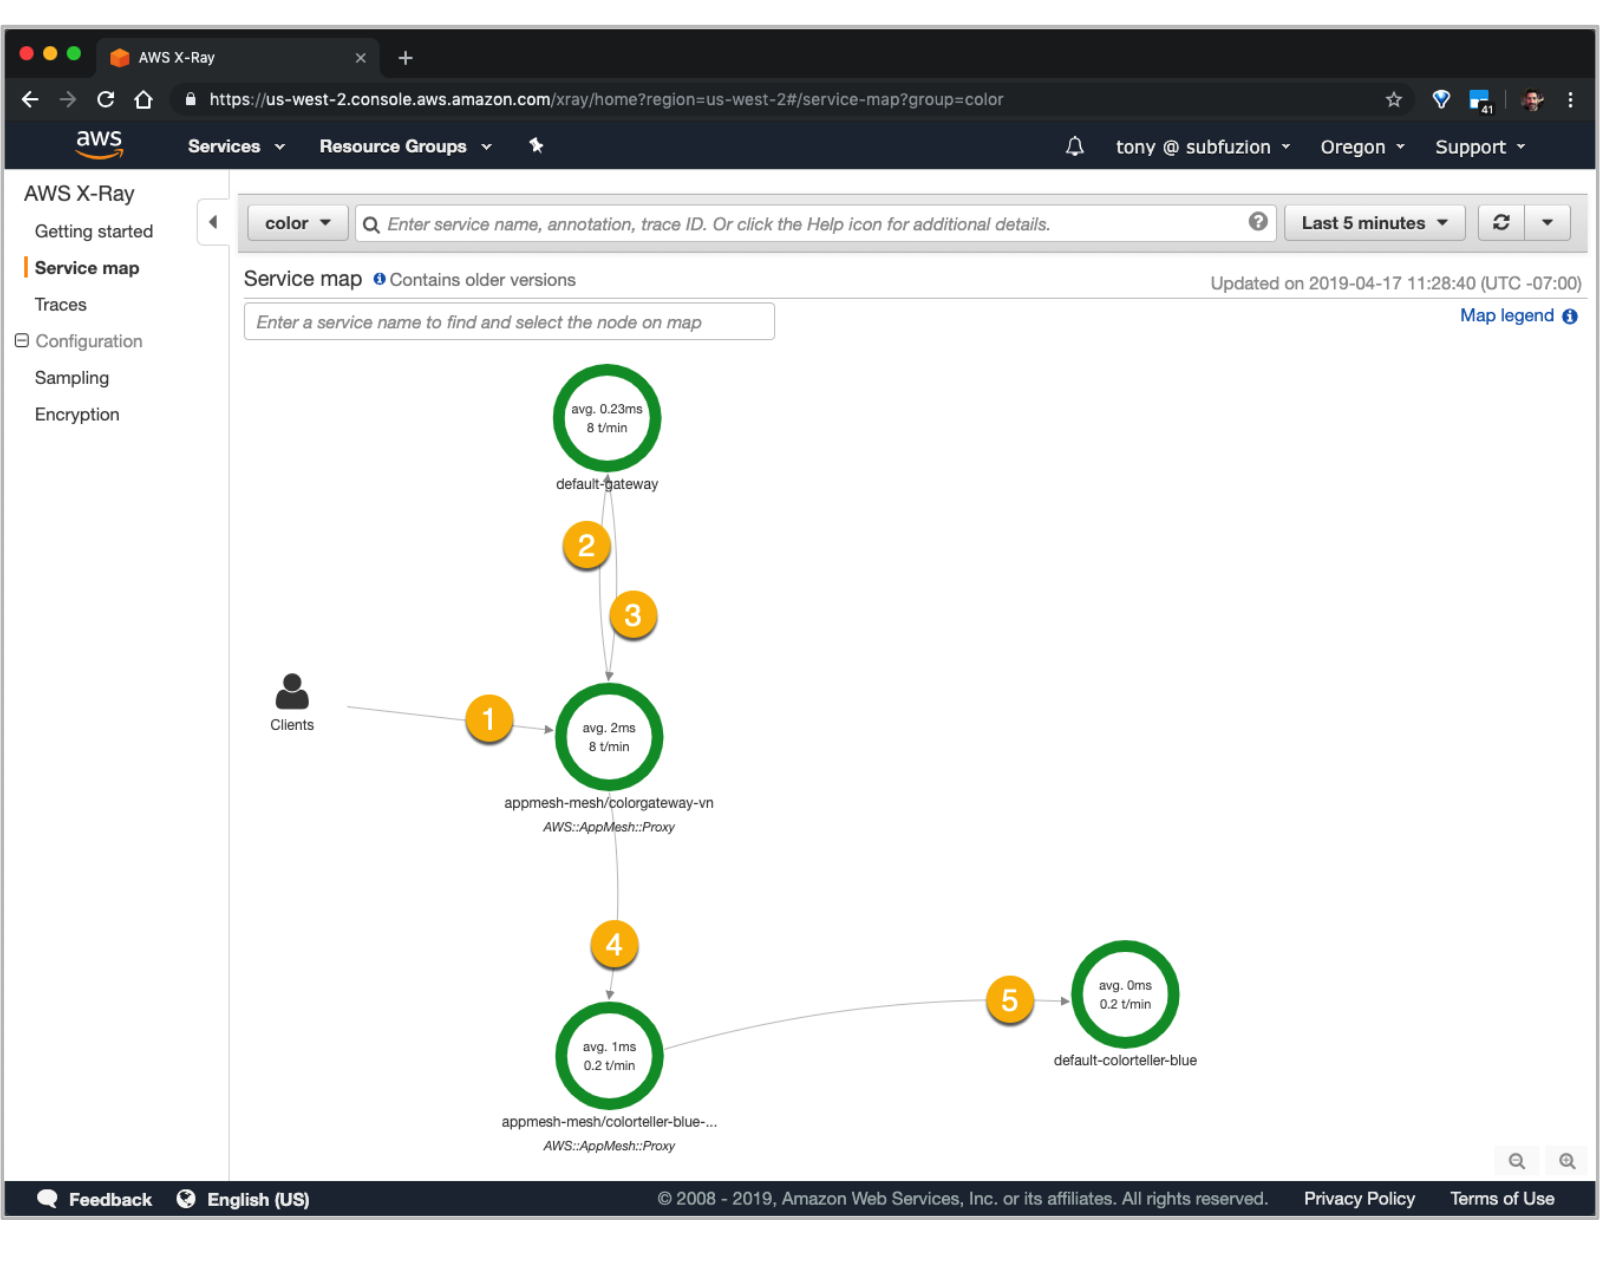 AWS X-Ray
https://us-west-2.console.aws.amazon.com/xray/home?region=us-west-2#/service-map?group=color
41
aws
Services
Resource Groups
tony @ subfuzion
Oregon
Support
AWS X-Ray
Getting started
Service map
Traces
Configuration
Sampling
Encryption
color
Enter service name, annotation, trace ID. Or click the Help icon for additional details.
?
Last 5 minutes
Service map
Contains older versions
Updated on 2019-04-17 11:28:40 (UTC -07:00)
Enter a service name to find and select the node on map
Map legend
avg. 0.23ms
8 t/min
default-gateway
2
3
Clients
1
avg. 2ms
8 t/min
appmesh-mesh/colorgateway-vn
AWS::AppMesh::Proxy
4
5
avg. 0ms
0.2 t/min
default-colorteller-blue
avg. 1ms
0.2 t/min
appmesh-mesh/colorteller-blue-...
AWS::AppMesh::Proxy
Feedback
English (US)
© 2008 - 2019, Amazon Web Services, Inc. or its affiliates. All rights reserved.
Privacy Policy
Terms of Use